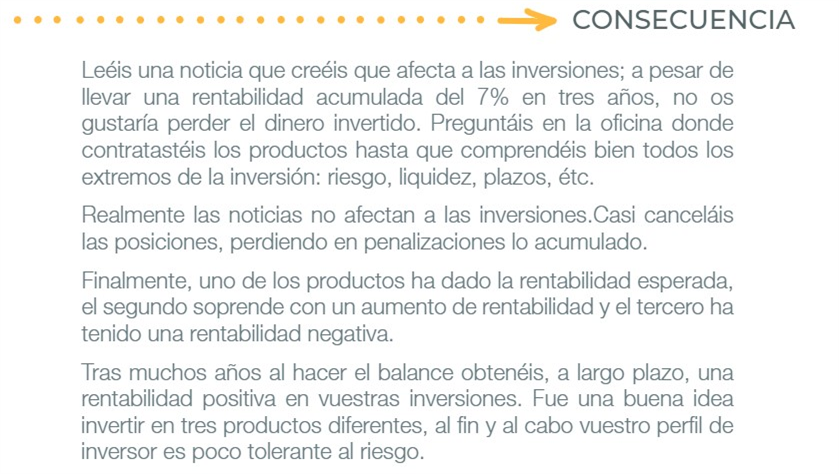 CONSECUENCIA
Leéis una noticia que creéis que afecta a las inversiones; a pesar de
llevar una rentabilidad acumulada del 7% en tres años, no os
gustaría perder el dinero invertido. Preguntáis en la oficina donde
contratastéis los productos hasta que comprendéis bien todos los
extremos de la inversión: riesgo, liquidez, plazos, étc.
Realmente las noticias no afectan a las inversiones.Casi canceláis
las posiciones, perdiendo en penalizaciones lo acumulado.
Finalmente, uno de los productos ha dado la rentabilidad esperada,
el segundo soprende con un aumento de rentabilidad y el tercero ha
tenido una rentabilidad negativa.
Tras muchos años al hacer el balance obtenéis, a largo plazo, una
rentabilidad positiva en vuestras inversiones. Fue una buena idea
invertir en tres productos diferentes, al fin y al cabo vuestro perfil de
inversor es poco tolerante al riesgo.